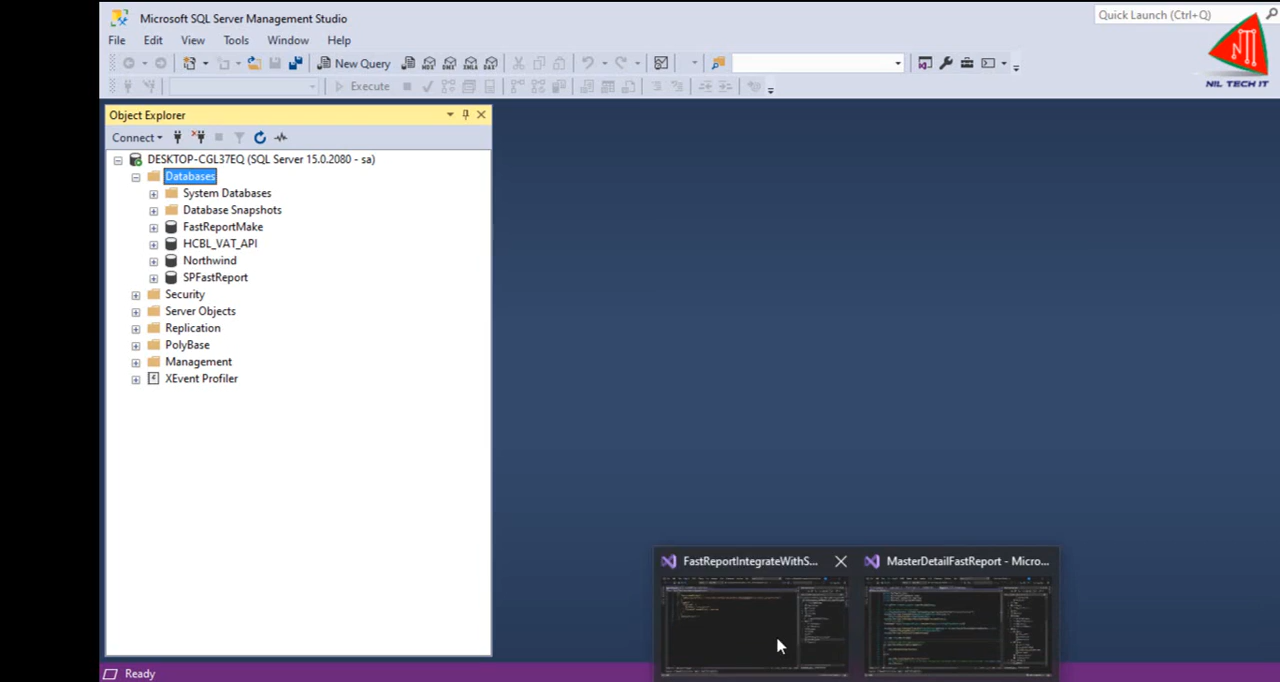 Microsoft SQL Server Management Studio
Quick Launch (Ctrl+Q)
File Edit View Tools Window Help
NIL TECH IT
New Query
Execute
Object Explorer
Connect
DESKTOP-CGL37EQ (SQL Server 15.0.2080 - sa)
Databases
System Databases
Database Snapshots
FastReportMake
HCBL_VAT_API
Northwind
SPFastReport
Security
Server Objects
Replication
PolyBase
Management
XEvent Profiler
FastReportIntegrateWithS...
MasterDetailFastReport - Micro...
Ready